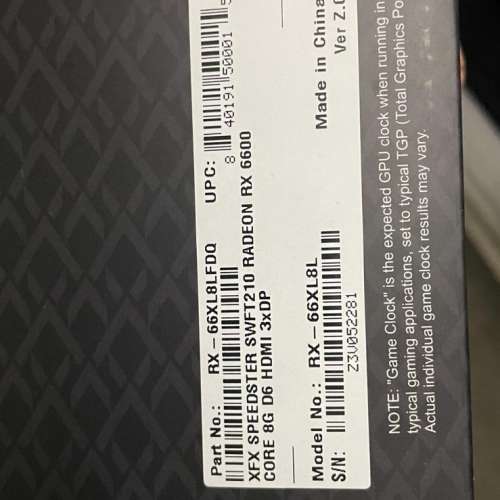 Part No.: RX-66XL8LFDQ UPC:
8 40191 50001
XFX SPEEDSTER SWFT210 RADEON RX 6600
CORE 8G D6 HDMI 3xDP
Model No.: RX-66XL8L Made in China
S/N: Ver Z.
Z3V052281
NOTE: "Game Clock" is the expected GPU clock when running in
typical gaming applications, set to typical TGP (Total Graphics Po
Actual individual game clock results may vary.